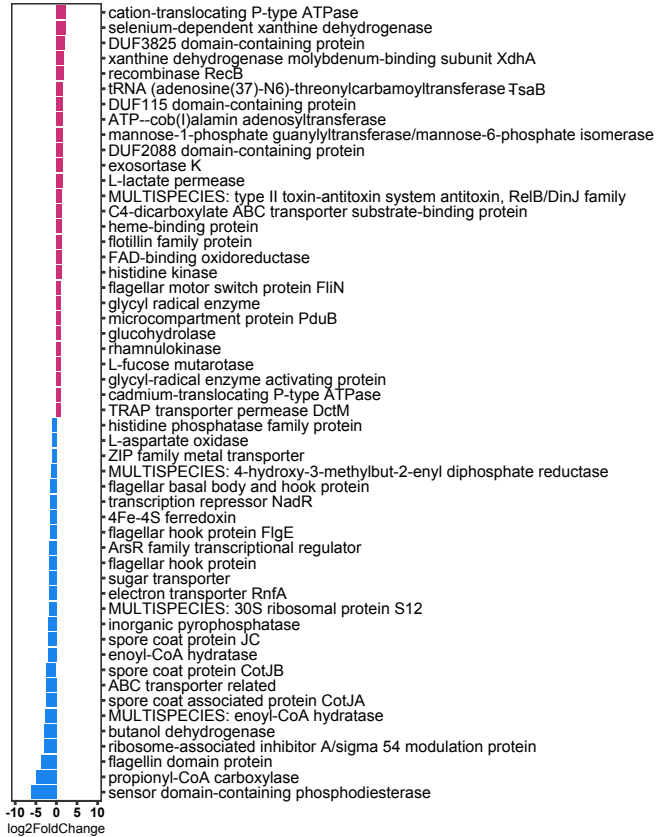 cation-translocating P-type ATPase
selenium-dependent xanthine dehydrogenase
DUF3825 domain-containing protein
xanthine dehydrogenase molybdenum-binding subunit XdhA
recombinase RecB
tRNA (adenosine(37)-N6)-threonylcarbamoyltransferase TsaB
DUF115 domain-containing protein
ATP--cob(I)alamin adenosyltransferase
mannose-1-phosphate guanylyltransferase/mannose-6-phosphate isomerase
DUF2088 domain-containing protein
exosortase K
L-lactate permease
MULTISPECIES: type II toxin-antitoxin system antitoxin, RelB/DinJ family
C4-dicarboxylate ABC transporter substrate-binding protein
heme-binding protein
flotillin family protein
FAD-binding oxidoreductase
histidine kinase
flagellar motor switch protein FliN
glycyl radical enzyme
microcompartment protein PduB
glucohydrolase
rhamnulokinase
L-fucose mutarotase
glycyl-radical enzyme activating protein
cadmium-translocating P-type ATPase
TRAP transporter permease DctM
histidine phosphatase family protein
L-aspartate oxidase
ZIP family metal transporter
MULTISPECIES: 4-hydroxy-3-methylbut-2-enyl diphosphate reductase
flagellar basal body and hook protein
transcription repressor NadR
4Fe-4S ferredoxin
flagellar hook protein FlgE
ArsR family transcriptional regulator
flagellar hook protein
sugar transporter
electron transporter RnfA
MULTISPECIES: 30S ribosomal protein S12
inorganic pyrophosphatase
spore coat protein JC
enoyl-CoA hydratase
spore coat protein CotJB
ABC transporter related
spore coat associated protein CotJA
MULTISPECIES: enoyl-CoA hydratase
butanol dehydrogenase
ribosome-associated inhibitor A/sigma 54 modulation protein
flagellin domain protein
propionyl-CoA carboxylase
sensor domain-containing phosphodiesterase
-10 -5 0 5 10
log2FoldChange